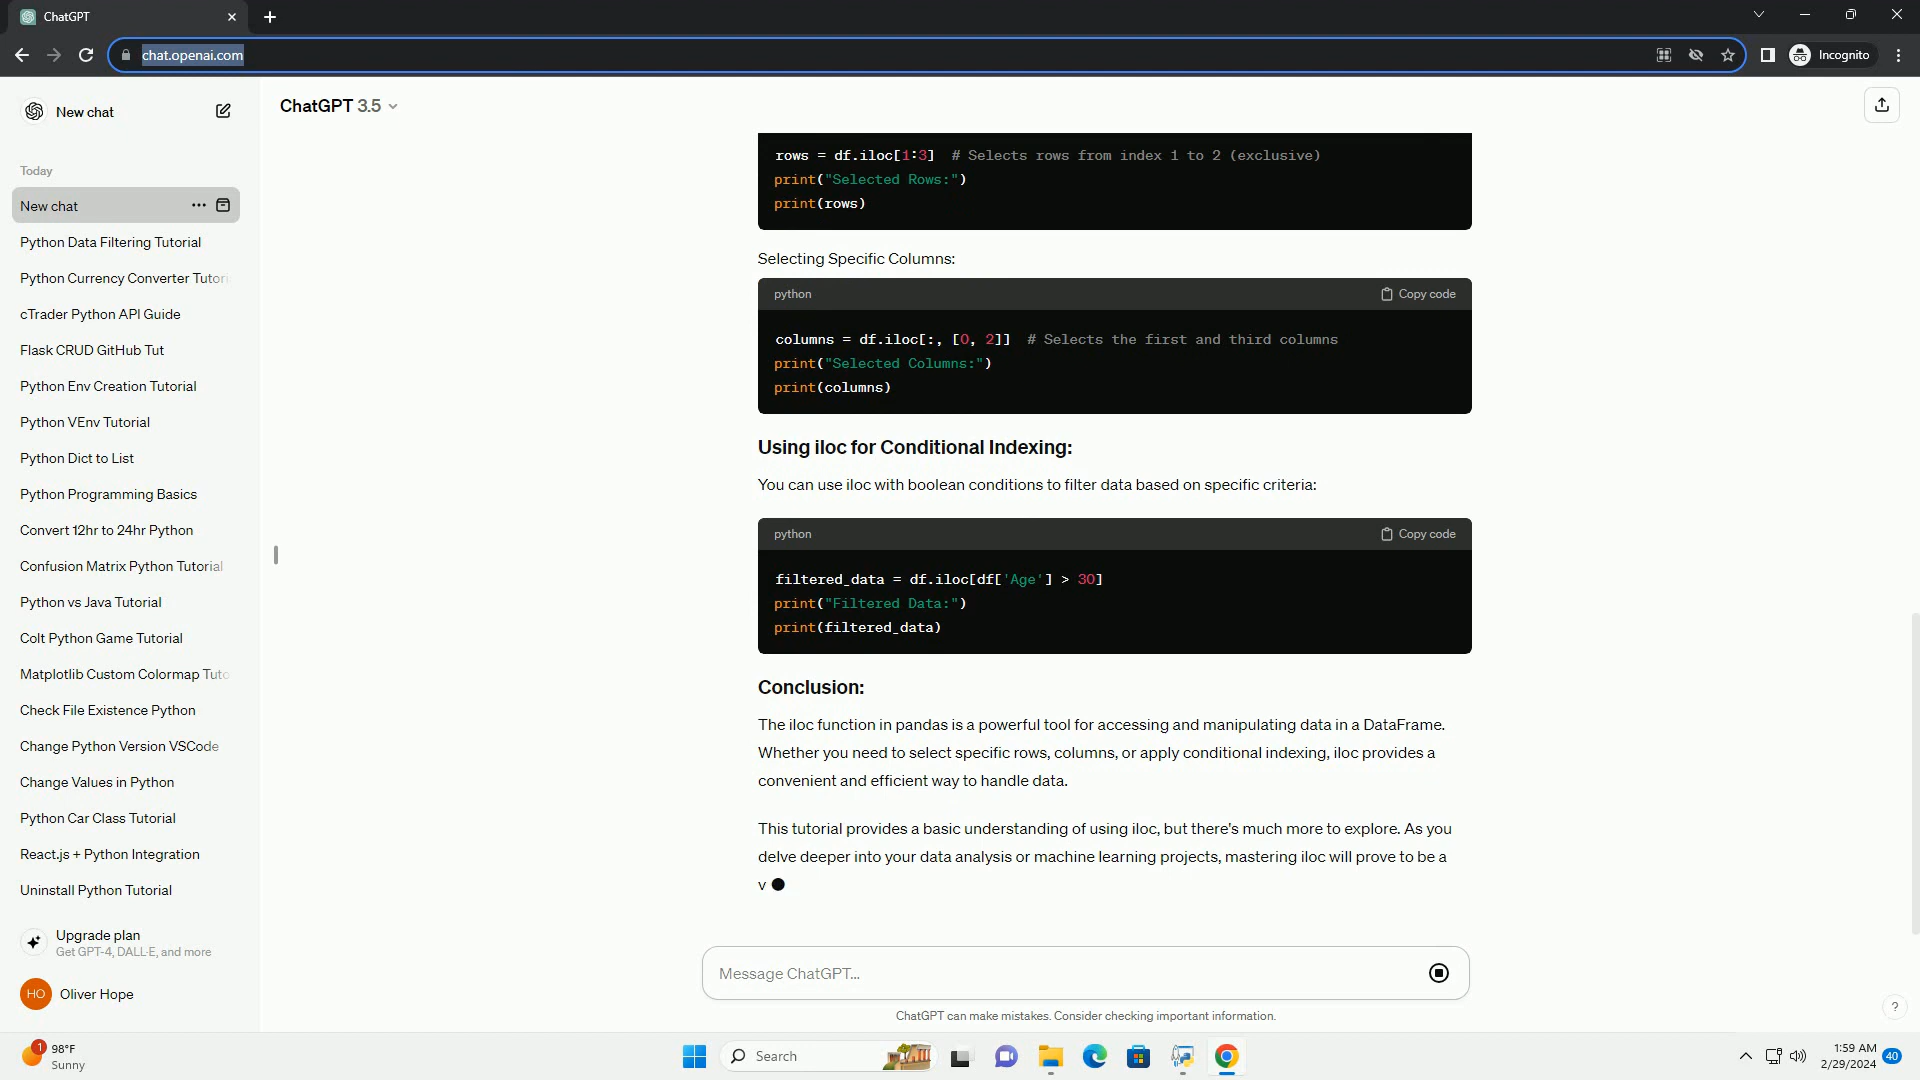 ChatGPT
chat.openai.com
Incognito
New chat
ChatGPT 3.5
Today
New chat
Python Data Filtering Tutorial
Python Currency Converter Tutori
cTrader Python API Guide
Flask CRUD GitHub Tut
Python Env Creation Tutorial
Python VEnv Tutorial
Python Dict to List
Python Programming Basics
Convert 12hr to 24hr Python
Confusion Matrix Python Tutorial
Python vs Java Tutorial
Colt Python Game Tutorial
Matplotlib Custom Colormap Tuto
Check File Existence Python
Change Python Version VSCode
Change Values in Python
Python Car Class Tutorial
React.js + Python Integration
Uninstall Python Tutorial
Upgrade plan
Get GPT-4, DALL·E, and more
HO
Oliver Hope
rows = df.iloc[1:3]  # Selects rows from index 1 to 2 (exclusive)
print("Selected Rows:")
print(rows)
Selecting Specific Columns:
python
Copy code
columns = df.iloc[:, [0, 2]]  # Selects the first and third columns
print("Selected Columns:")
print(columns)
Using iloc for Conditional Indexing:
You can use iloc with boolean conditions to filter data based on specific criteria:
python
Copy code
filtered_data = df.iloc[df['Age'] > 30]
print("Filtered Data:")
print(filtered_data)
Conclusion:
The iloc function in pandas is a powerful tool for accessing and manipulating data in a DataFrame.
Whether you need to select specific rows, columns, or apply conditional indexing, iloc provides a
convenient and efficient way to handle data.
This tutorial provides a basic understanding of using iloc, but there's much more to explore. As you
delve deeper into your data analysis or machine learning projects, mastering iloc will prove to be a
v
Message ChatGPT...
ChatGPT can make mistakes. Consider checking important information.
?
1
98°F
Sunny
Search
1:59 AM
2/29/2024
40